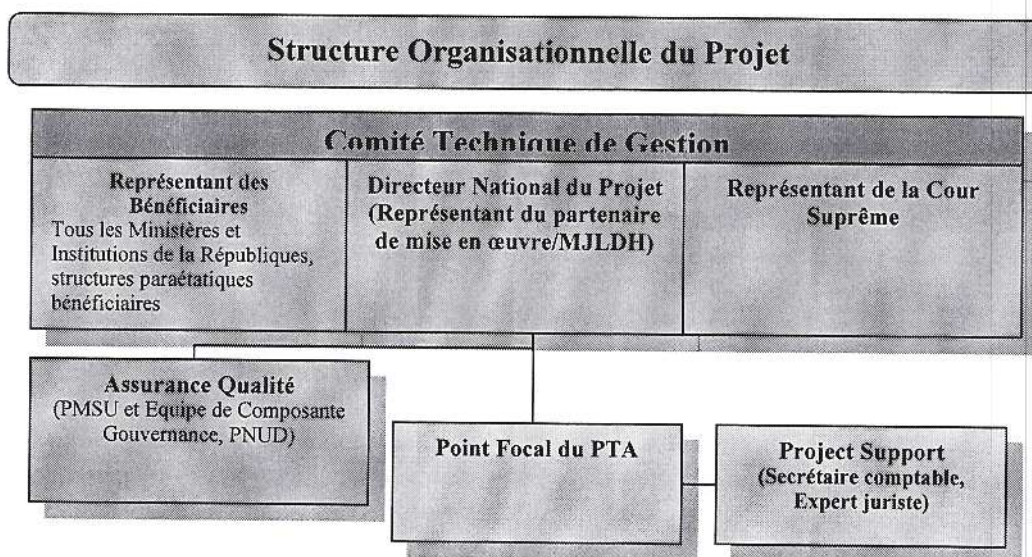 Structure Organisationnelle du Projet
Comité Technique de Gestion
Représentant des
Bénéficiaires
Tous les Ministères et
Institutions de la Républiques,
structures paraétatiques
bénéficiaires
Directeur National du Projet
(Représentant du partenaire
de mise en œuvre/MJLDH)
Représentant de la Cour
Suprême
Assurance Qualité
(PMSU et Equipe de Composante
Gouvernance, PNUD)
Point Focal du PTA
Project Support
(Secrétaire comptable,
Expert juriste)